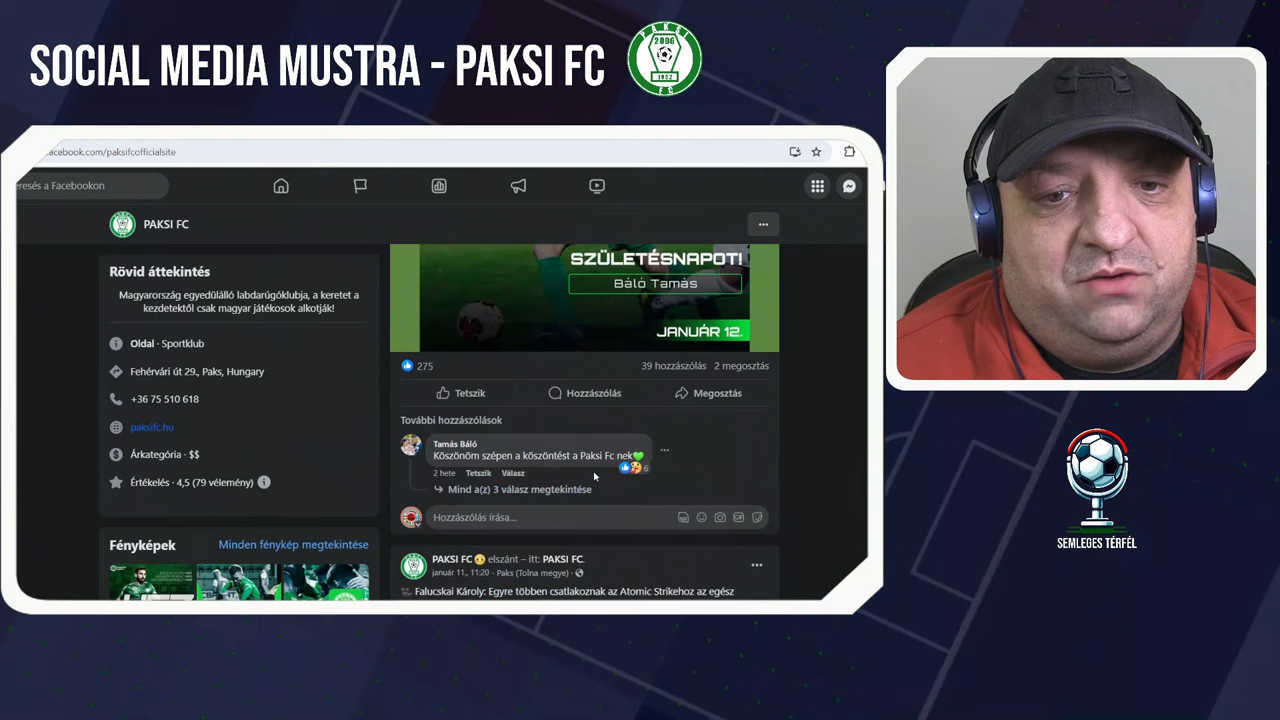 SOCIAL MEDIA MUSTRA - PAKSI FC
PAKSI
2006
1952
FC
acebook.com/paksifcofficialsite
eresés a Facebookon
PAKSI FC
Rövid áttekintés
Magyarország egyedülálló labdarúgóklubja, a keretet a
kezdetektől csak magyar játékosok alkotják!
Oldal · Sportklub
Fehérvári út 29., Paks, Hungary
+36 75 510 618
paksifc.hu
Árkategória · $$
Értékelés · 4,5 (79 vélemény)
Fényképek
Minden fénykép megtekintése
SZÜLETÉSNAPOT!
Báló Tamás
JANUÁR 12.
275
39 hozzászólás 2 megosztás
Tetszik
Hozzászólás
Megosztás
További hozzászólások
Tamás Báló
Köszönöm szépen a köszöntést a Paksi Fc nek💚
6
2 hete Tetszik Válasz
Mind a(z) 3 válasz megtekintése
Hozzászólás írása...
PAKSI FC elszánt – itt: PAKSI FC.
január 11., 11:20 · Paks (Tolna megye) ·
Falucskai Károly: Egyre többen csatlakoznak az Atomic Strikehoz az egész
SEMLEGES TÉRFÉL